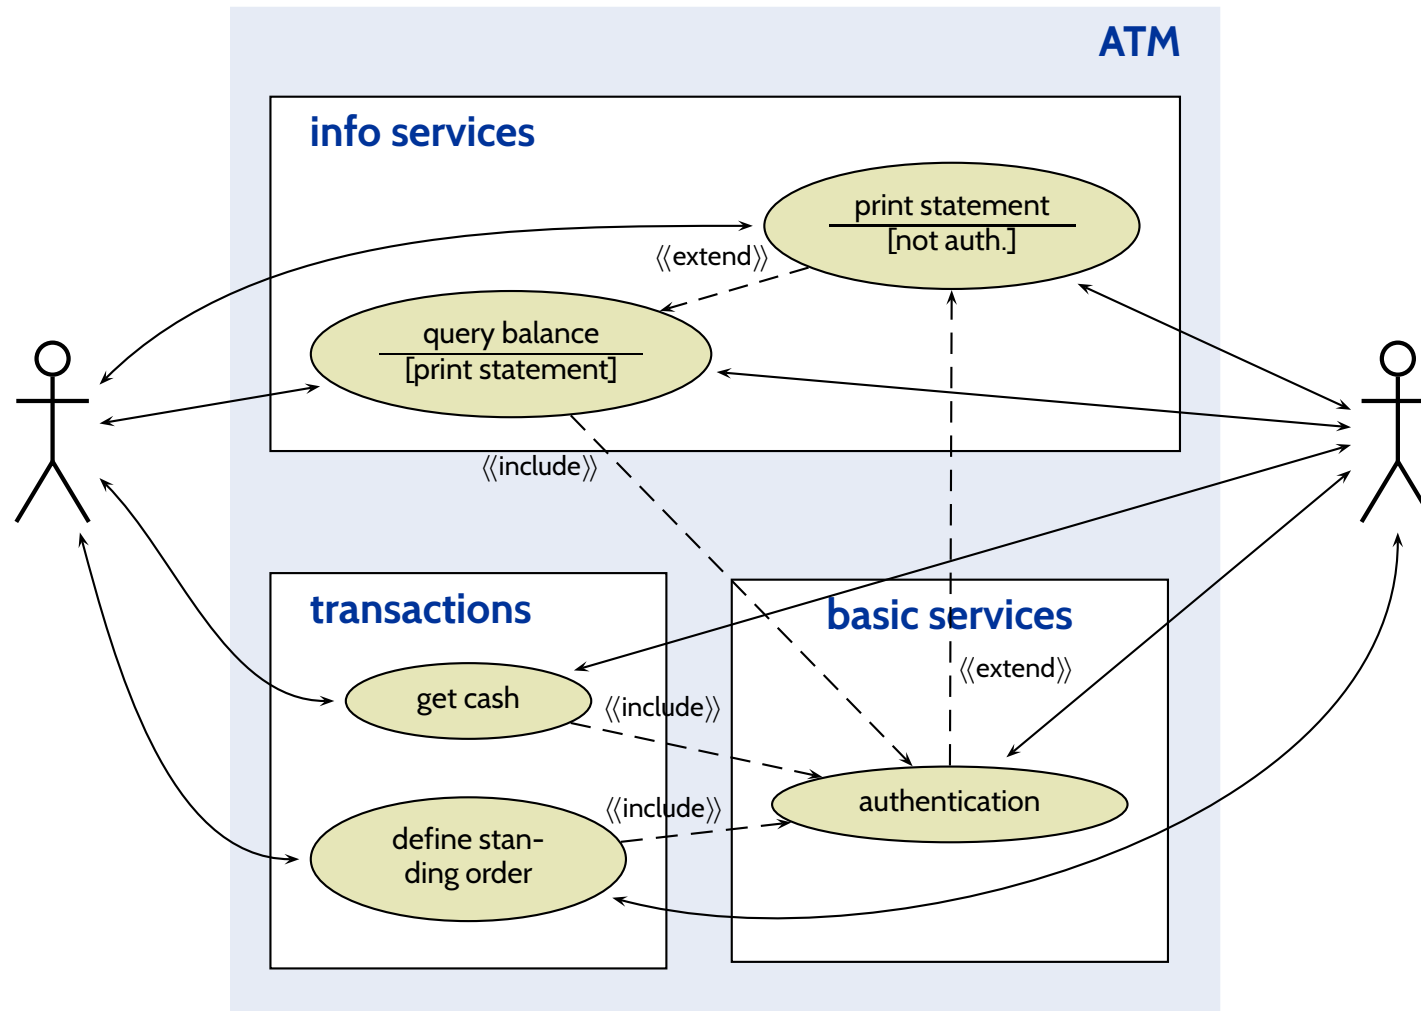 ATM
info services
print statement
[not auth.]
⟪extend⟫
query balance
[print statement]
⟪include⟫
transactions
basic services
⟪extend⟫
get cash
⟪include⟫
authentication
⟪include⟫
define stan-
ding order